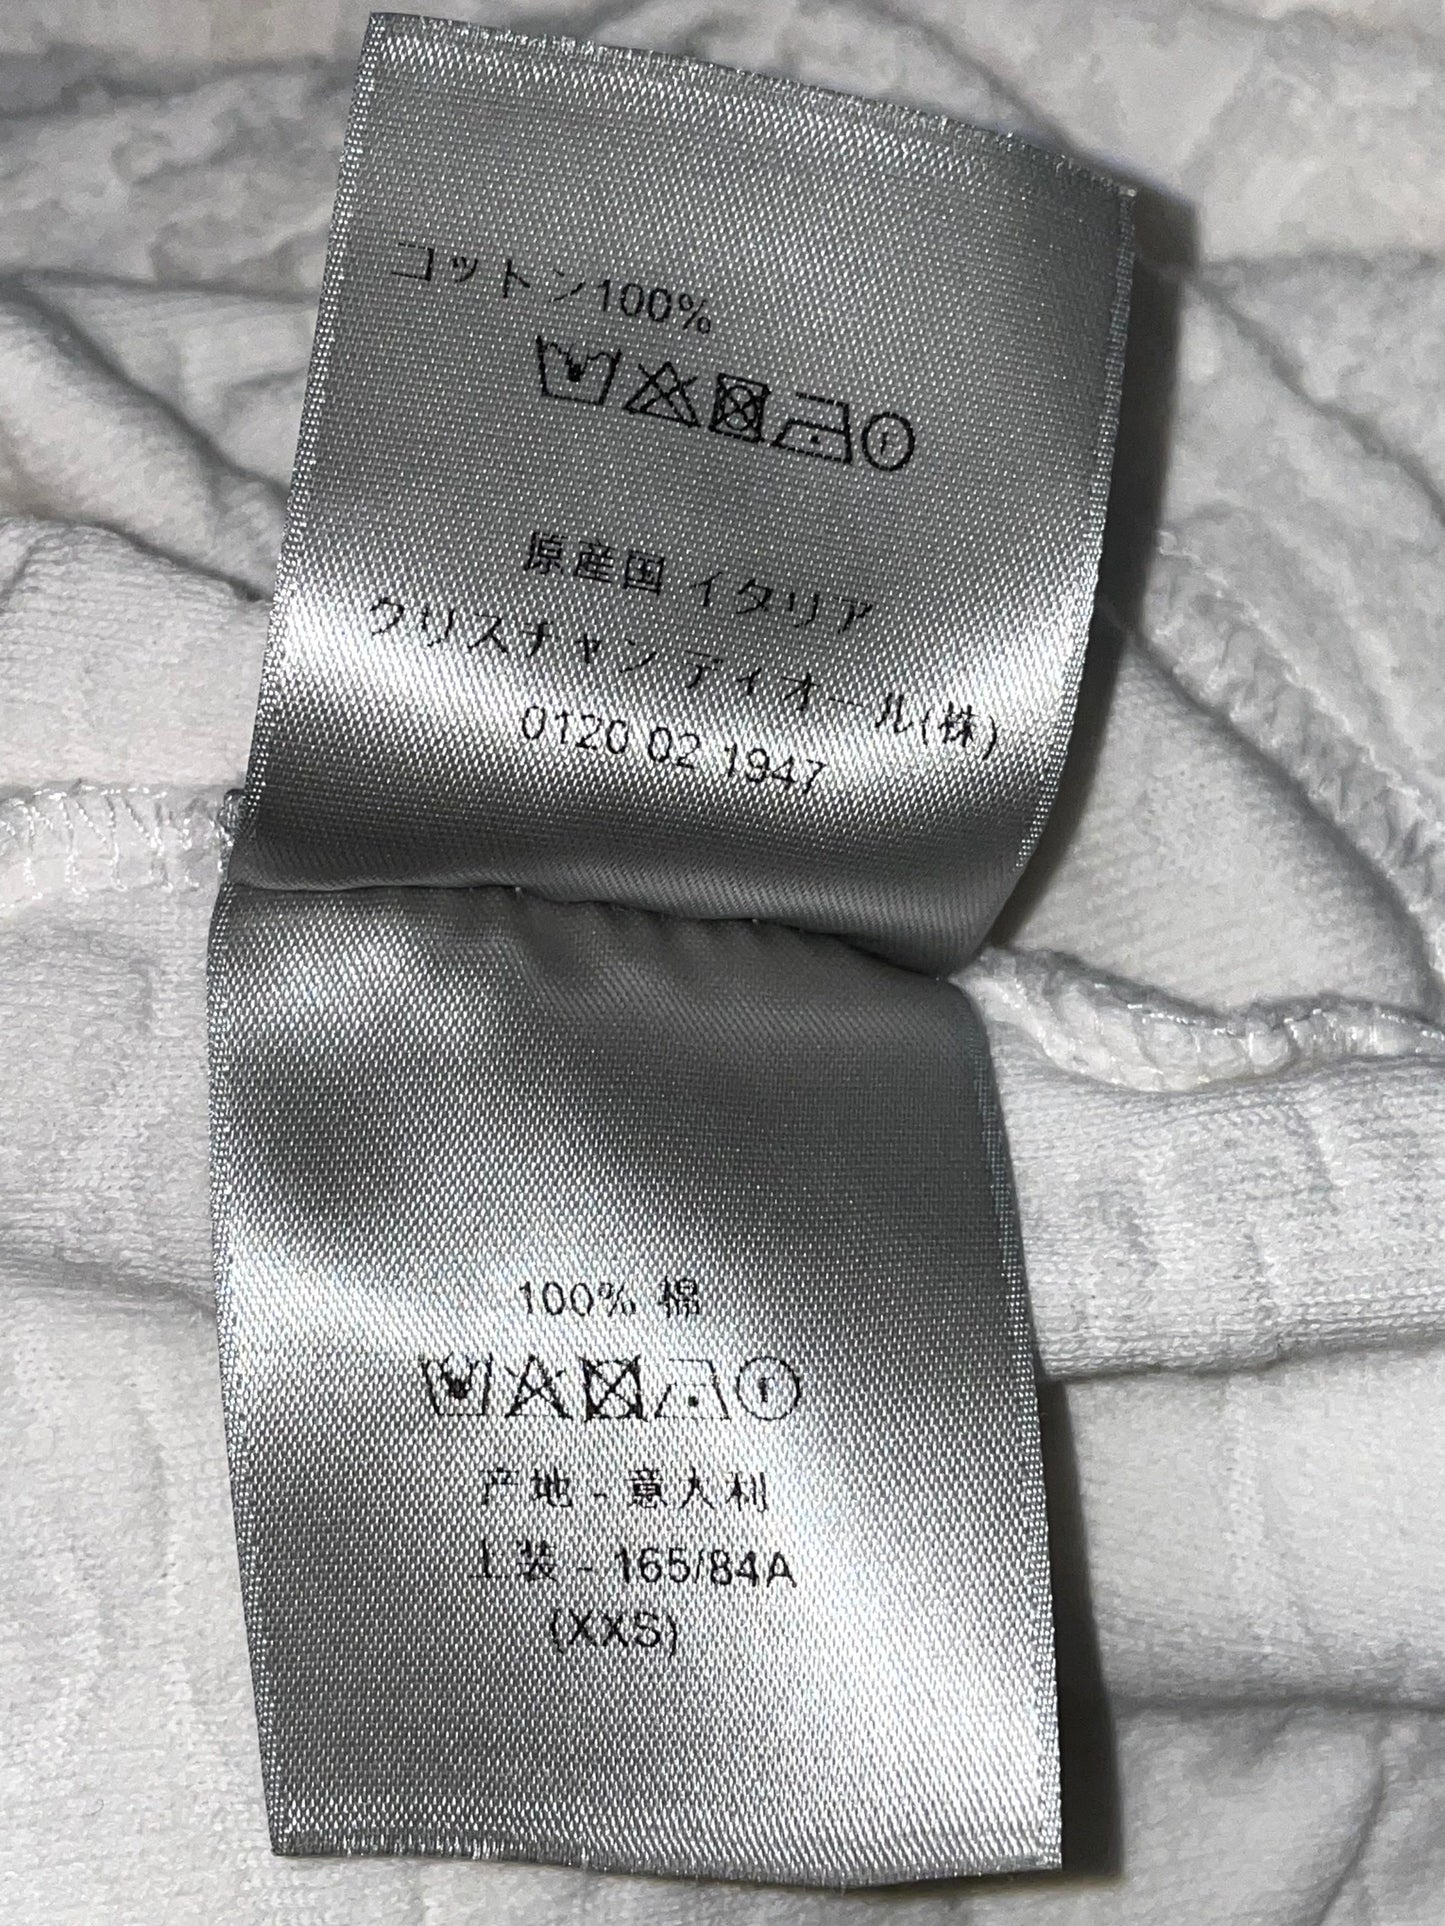 コットン100%
原産国 イタリア
クリスチャン ディオール(株)
0120 02 1947
100% 棉
产地 - 意大利
上装 - 165/84A
(XXS)